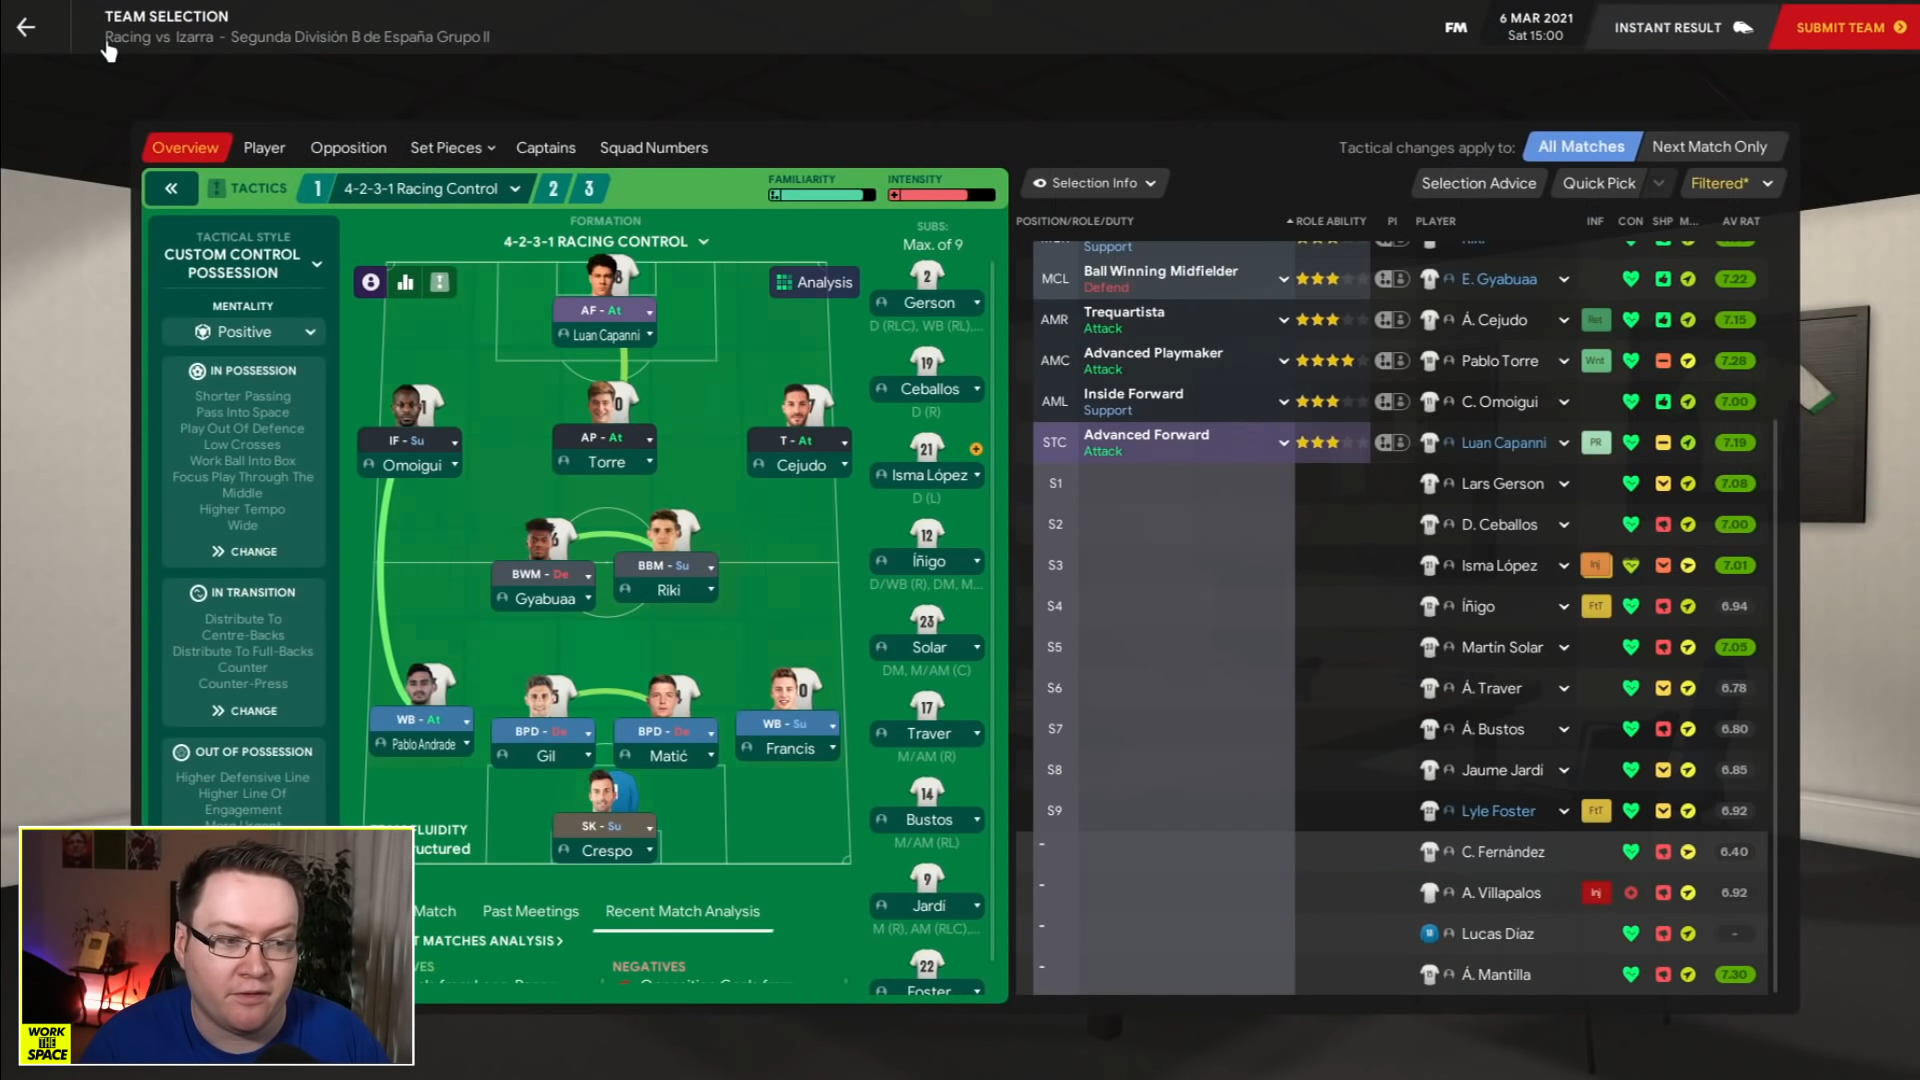 TEAM SELECTION
Racing vs Izarra - Segunda División B de España Grupo II
FM
6 MAR 2021
Sat 15:00
INSTANT RESULT
SUBMIT TEAM
Overview
Player
Opposition
Set Pieces
Captains
Squad Numbers
Tactical changes apply to:
All Matches
Next Match Only
TACTICS
1
4-2-3-1 Racing Control
2
3
FAMILIARITY
INTENSITY
Selection Info
Selection Advice
Quick Pick
Filtered*
TACTICAL STYLE
CUSTOM CONTROL
POSSESSION
MENTALITY
Positive
IN POSSESSION
Shorter Passing
Pass Into Space
Play Out Of Defence
Low Crosses
Work Ball Into Box
Focus Play Through The
Middle
Higher Tempo
Wide
CHANGE
IN TRANSITION
Distribute To
Centre-Backs
Distribute To Full-Backs
Counter
Counter-Press
CHANGE
OUT OF POSSESSION
Higher Defensive Line
Higher Line Of
Engagement
FORMATION
4-2-3-1 RACING CONTROL
Analysis
AF - At
Luan Capanni
IF - Su
Omoigui
AP - At
Torre
T - At
Cejudo
BWM - De
Gyabuaa
BBM - Su
Riki
WB - At
Pablo Andrade
BPD - De
Gil
BPD - De
Matić
WB - Su
Francis
SK - Su
Crespo
SUBS:
Max. of 9
2
Gerson
D (RLC), WB (RL),...
19
Ceballos
D (R)
21
Isma López
D (L)
12
Íñigo
D/WB (R), DM, M...
23
Solar
DM, M/AM (C)
17
Traver
M/AM (R)
14
Bustos
M/AM (RL)
9
Jardí
M (R), AM (RLC),...
22
Foster
Match
Past Meetings
Recent Match Analysis
MATCHES ANALYSIS
NEGATIVES
POSITION/ROLE/DUTY
ROLE ABILITY
PI
PLAYER
INF
CON
SHP
M...
AV RAT
Support
MCL
Ball Winning Midfielder
Defend
E. Gyabuaa
7.22
AMR
Trequartista
Attack
Á. Cejudo
Ret
7.15
AMC
Advanced Playmaker
Attack
Pablo Torre
Wnt
7.28
AML
Inside Forward
Support
C. Omoigui
7.00
STC
Advanced Forward
Attack
Luan Capanni
PR
7.19
S1
Lars Gerson
7.08
S2
D. Ceballos
7.00
S3
Isma López
Inj
7.01
S4
Íñigo
FtT
6.94
S5
Martín Solar
7.05
S6
Á. Traver
6.78
S7
Á. Bustos
6.80
S8
Jaume Jardí
6.85
S9
Lyle Foster
FtT
6.92
-
C. Fernández
6.40
-
A. Villapalos
Inj
6.92
-
Lucas Díaz
-
-
Á. Mantilla
7.30
WORK
THE
SPACE